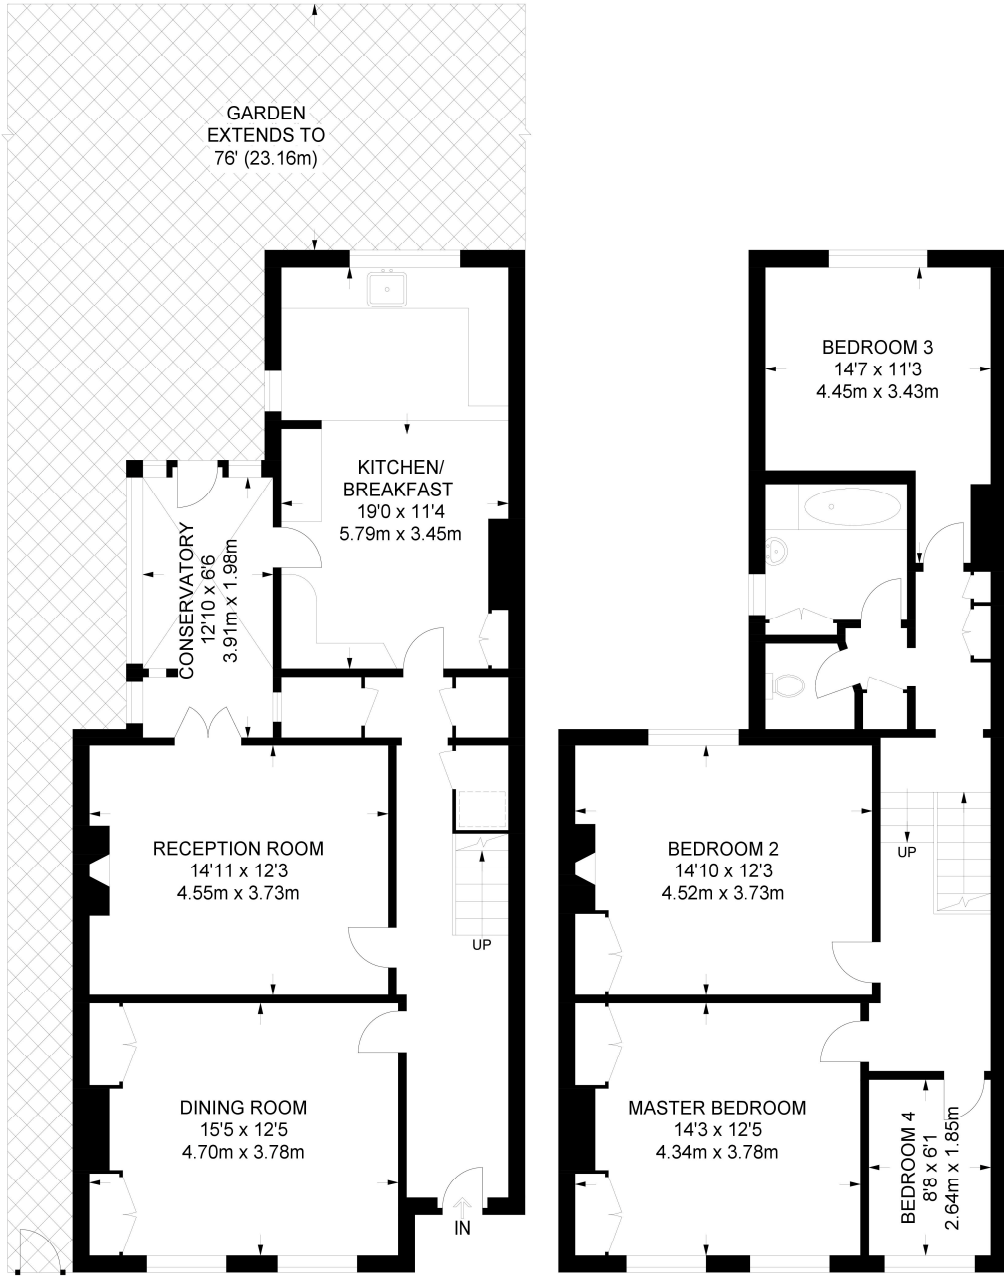 GARDEN
EXTENDS TO
76' (23.16m)
KITCHEN/
BREAKFAST
19'0 x 11'4
5.79m x 3.45m
CONSERVATORY
12'10 x 6'6
3.91m x 1.98m
RECEPTION ROOM
14'11 x 12'3
4.55m x 3.73m
UP
DINING ROOM
15'5 x 12'5
4.70m x 3.78m
IN
BEDROOM 3
14'7 x 11'3
4.45m x 3.43m
BEDROOM 2
14'10 x 12'3
4.52m x 3.73m
UP
MASTER BEDROOM
14'3 x 12'5
4.34m x 3.78m
BEDROOM 4
8'8 x 6'1
2.64m x 1.85m